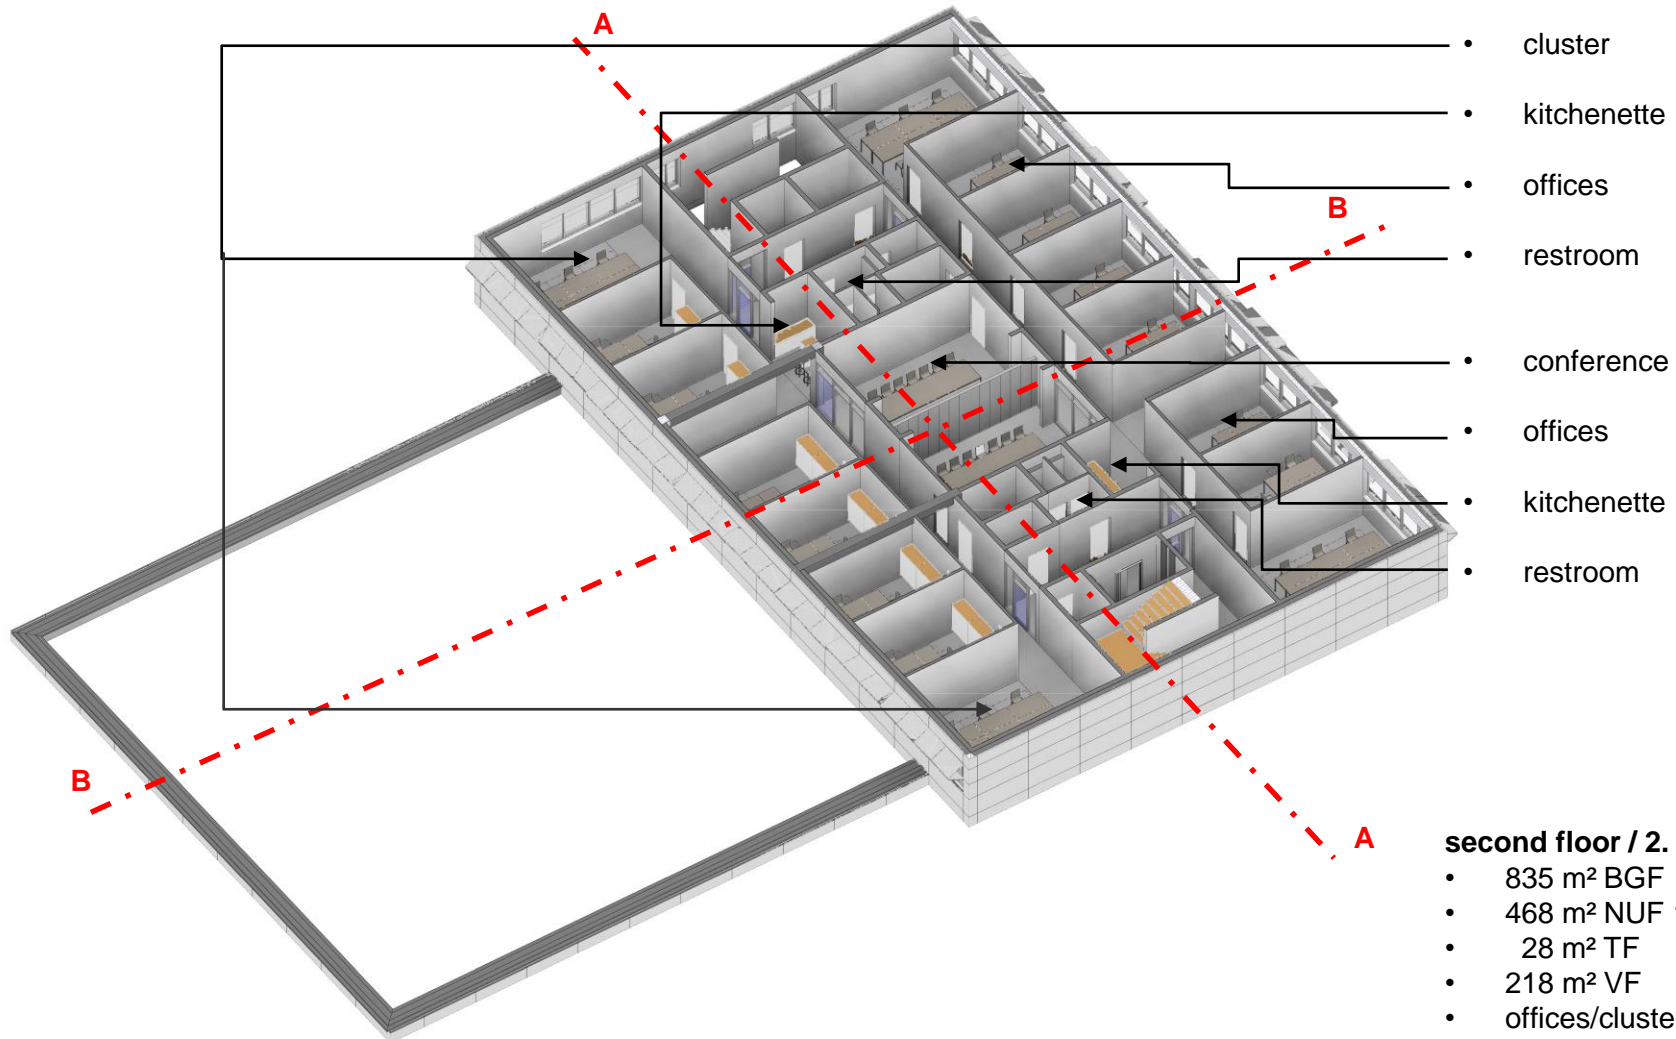 A
• cluster
• kitchenette
• offices
B
• restroom
• conference
• offices
• kitchenette
• restroom
B
A
second floor / 2.
• 835 m² BGF
• 468 m² NUF
• 28 m² TF
• 218 m² VF
• offices/cluste